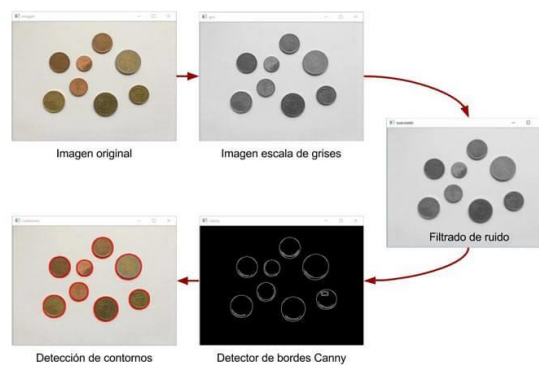 Imagen original
Imagen escala de grises
Filtrado de ruido
Detector de bordes Canny
Detección de contornos